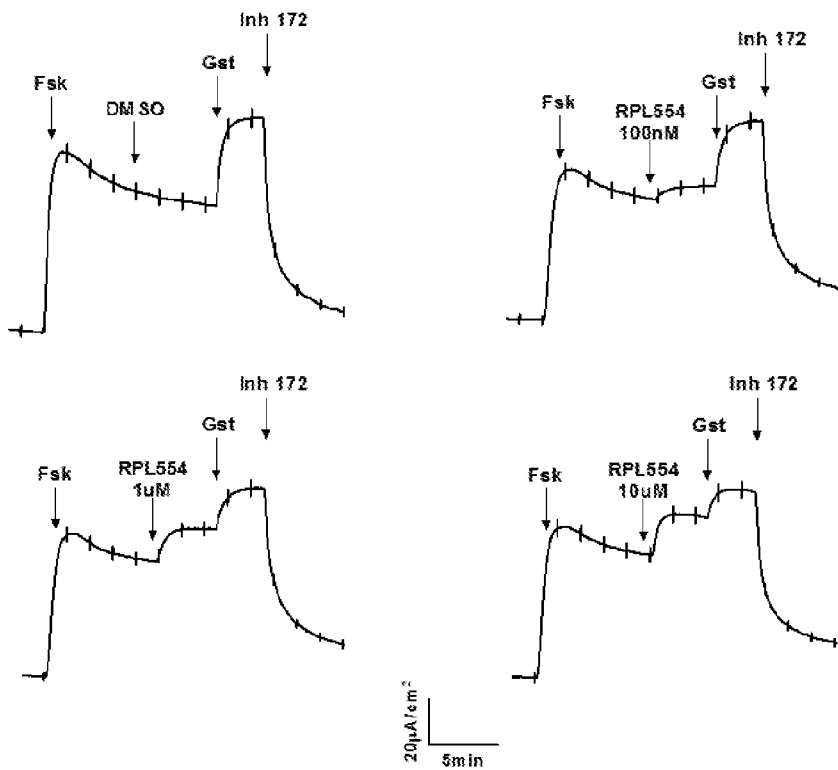 Inh 172
Gst
Fsk
DMSO
Inh 172
Gst
Fsk
RPL554
100nM
Inh 172
Gst
Fsk
RPL554
1uM
Inh 172
Gst
Fsk
RPL554
10uM
20µA/cm²
5min